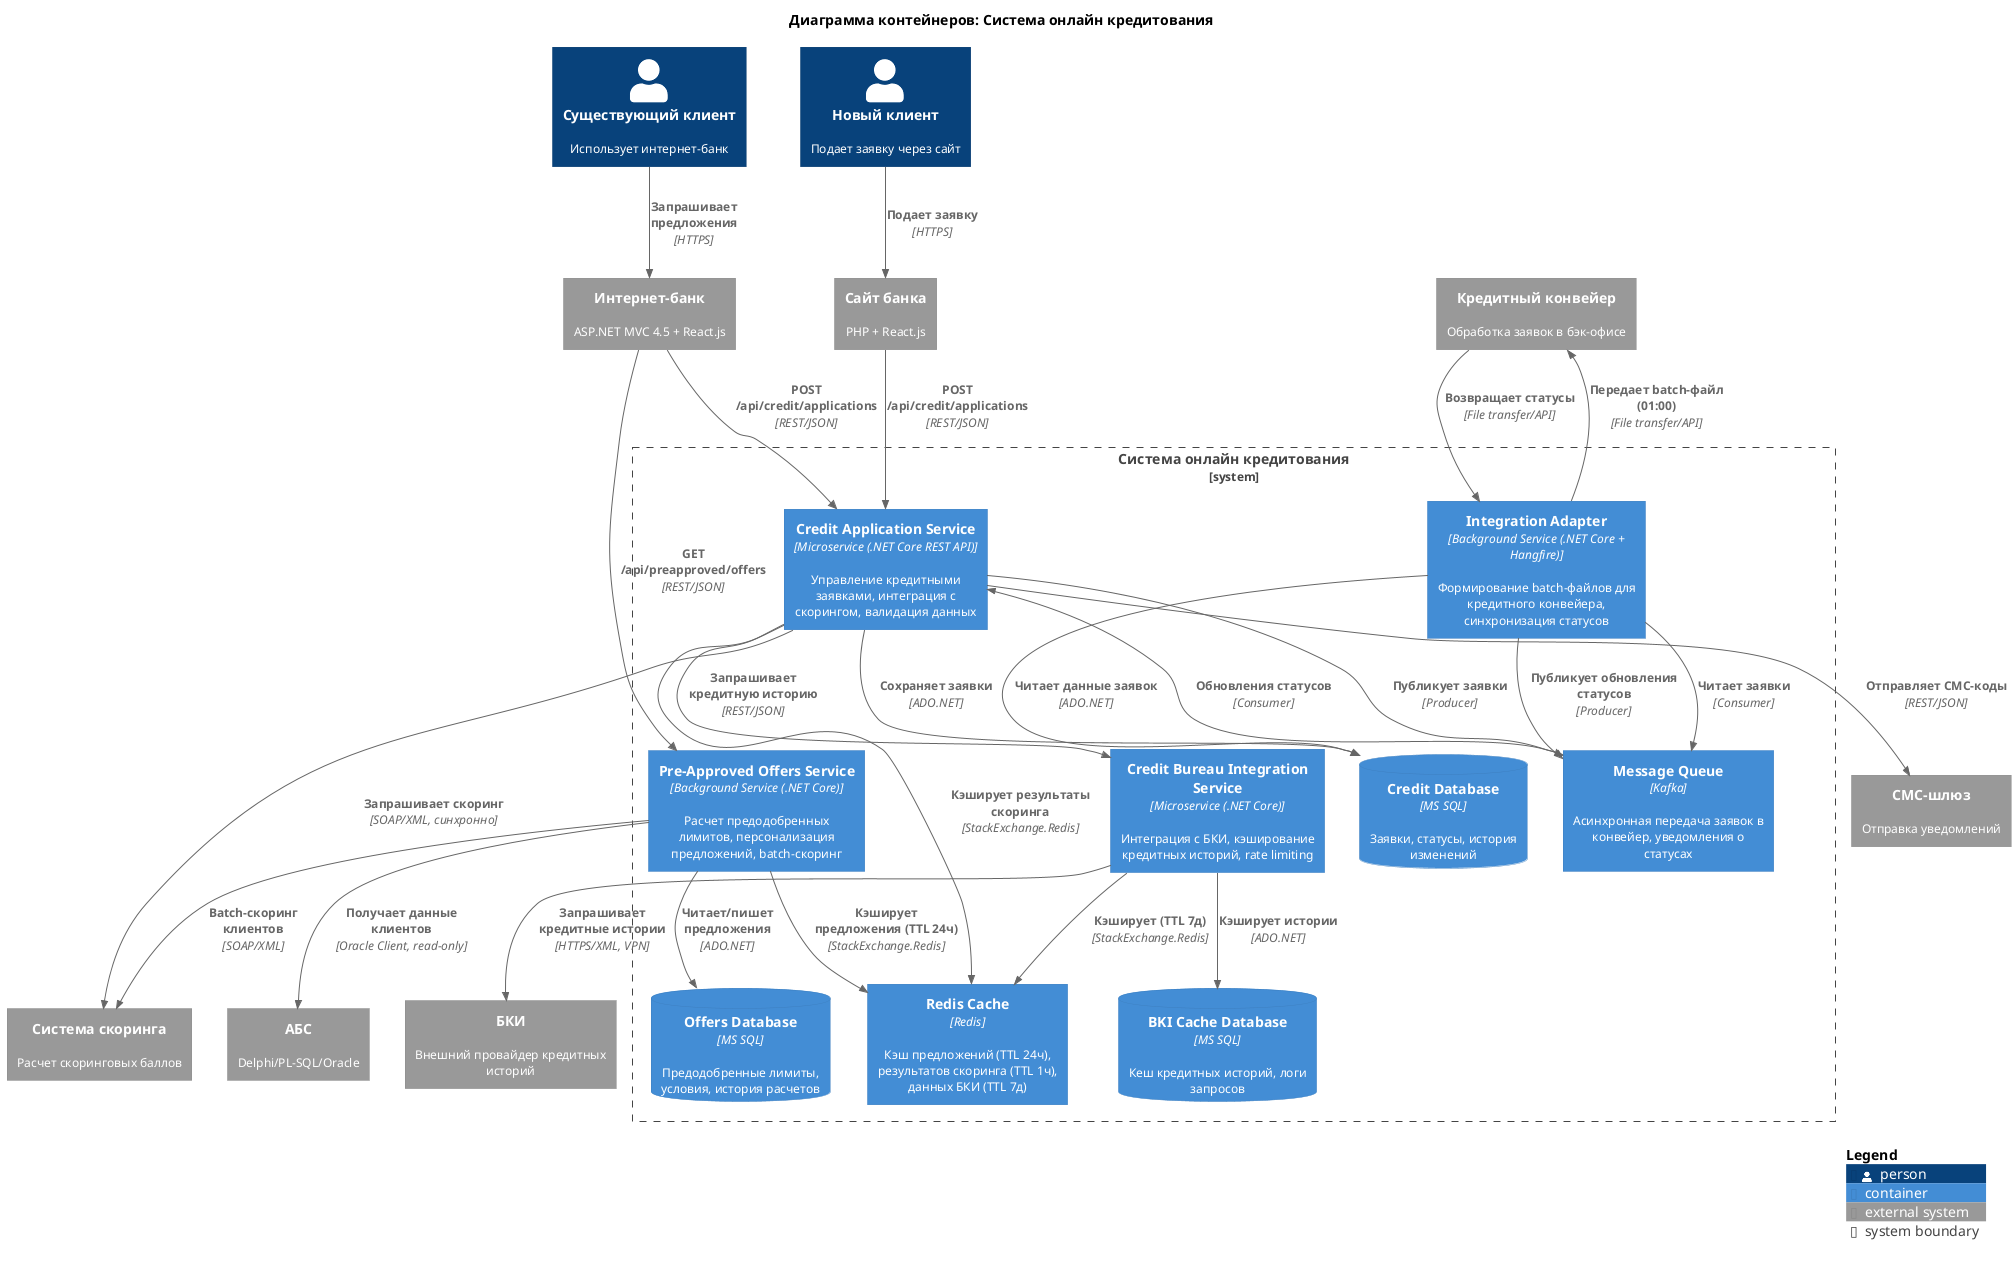 Диаграмма контейнеров: Система онлайн кредитования
Существующий клиент
Использует интернет-банк
Новый клиент
Подает заявку через сайт
Запрашивает
предложения
[HTTPS]
Подает заявку
[HTTPS]
Интернет-банк
ASP.NET MVC 4.5 + React.js
Сайт банка
PHP + React.js
Кредитный конвейер
Обработка заявок в бэк-офисе
POST
/api/credit/applications
[REST/JSON]
POST
/api/credit/applications
[REST/JSON]
Возвращает статусы
[File transfer/API]
Передает batch-файл
(01:00)
[File transfer/API]
Система онлайн кредитования
[system]
GET
/api/preapproved/offers
[REST/JSON]
Credit Application Service
[Microservice (.NET Core REST API)]
Управление кредитными
заявками, интеграция с
скорингом, валидация данных
Integration Adapter
[Background Service (.NET Core +
Hangfire)]
Формирование batch-файлов для
кредитного конвейера,
синхронизация статусов
Запрашивает
кредитную историю
[REST/JSON]
Сохраняет заявки
[ADO.NET]
Читает данные заявок
[ADO.NET]
Обновления статусов
[Consumer]
Публикует заявки
[Producer]
Публикует обновления
статусов
[Producer]
Читает заявки
[Consumer]
Отправляет СМС-коды
[REST/JSON]
Pre-Approved Offers Service
[Background Service (.NET Core)]
Расчет предодобренных
лимитов, персонализация
предложений, batch-скоринг
Credit Bureau Integration
Service
[Microservice (.NET Core)]
Интеграция с БКИ, кэширование
кредитных историй, rate limiting
Credit Database
[MS SQL]
Заявки, статусы, история
изменений
Message Queue
[Kafka]
Асинхронная передача заявок в
конвейер, уведомления о
статусах
СМС-шлюз
Отправка уведомлений
Запрашивает скоринг
[SOAP/XML, синхронно]
Кэширует результаты
скоринга
[StackExchange.Redis]
Batch-скоринг
клиентов
[SOAP/XML]
Получает данные
клиентов
[Oracle Client, read-only]
Запрашивает
кредитные истории
[HTTPS/XML, VPN]
Читает/пишет
предложения
[ADO.NET]
Кэширует
предложения (TTL 24ч)
[StackExchange.Redis]
Кэширует (TTL 7д)
[StackExchange.Redis]
Кэширует истории
[ADO.NET]
Система скоринга
Расчет скоринговых баллов
АБС
Delphi/PL-SQL/Oracle
БКИ
Внешний провайдер кредитных
историй
Offers Database
[MS SQL]
Предодобренные лимиты,
условия, история расчетов
Redis Cache
[Redis]
Кэш предложений (TTL 24ч),
результатов скоринга (TTL 1ч),
данных БКИ (TTL 7д)
BKI Cache Database
[MS SQL]
Кеш кредитных историй, логи
запросов
Legend
person
container
external system
system boundary